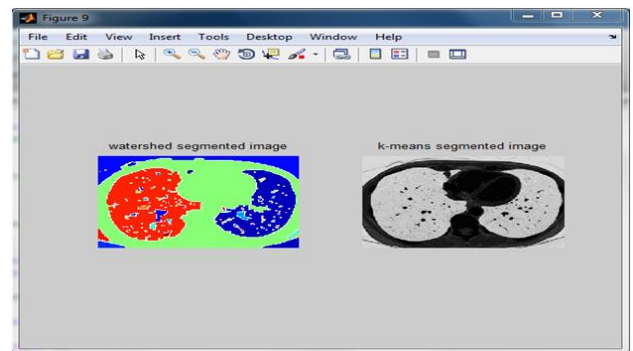 Figure 9
File Edit View Insert Tools Desktop Window Help
watershed segmented image
k-means segmented image